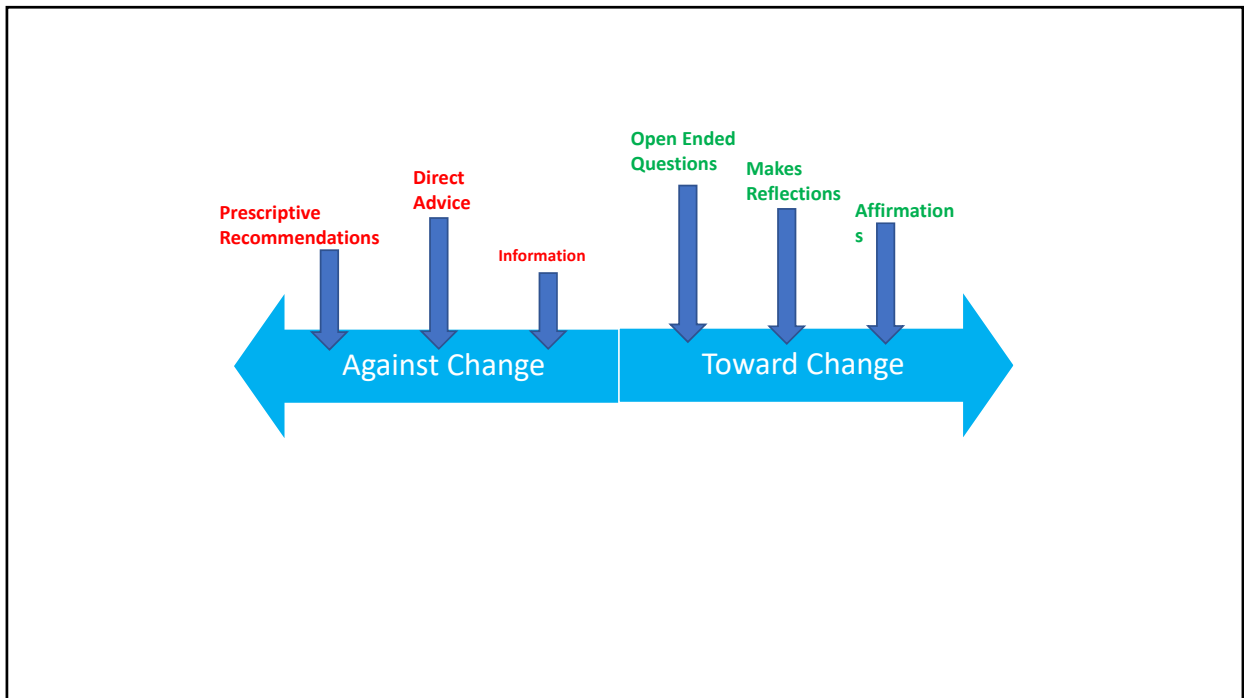 Prescriptive
Recommendations
Direct
Advice
Information
Open Ended
Questions
Makes
Reflections
Affirmation
s
Against Change
Toward Change